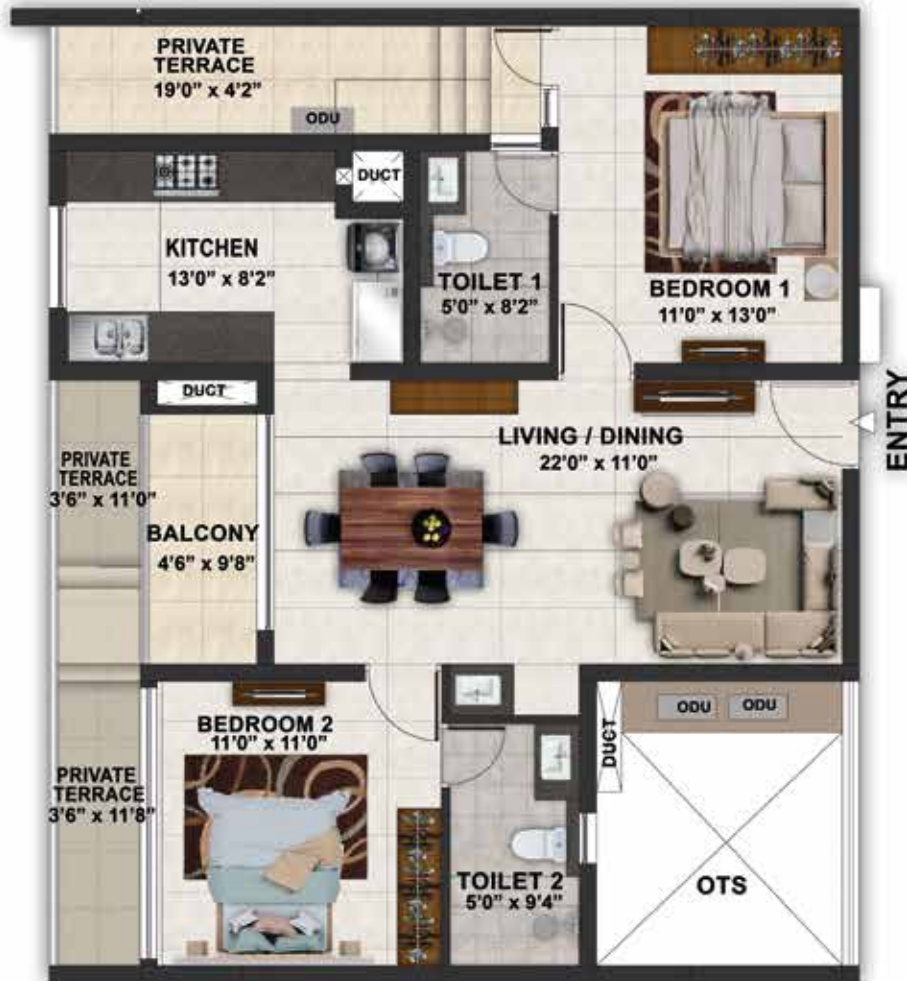 PRIVATE
TERRACE
19'0" x 4'2"
ODU
DUCT
KITCHEN
13'0" x 8'2"
TOILET 1
5'0" x 8'2"
BEDROOM 1
11'0" x 13'0"
ENTRY
DUCT
LIVING / DINING
22'0" x 11'0"
PRIVATE
TERRACE
3'6" x 11'0"
BALCONY
4'6" x 9'8"
BEDROOM 2
11'0" x 11'0"
ODU
ODU
DUCT
PRIVATE
TERRACE
3'6" x 11'8"
TOILET 2
5'0" x 9'4"
OTS